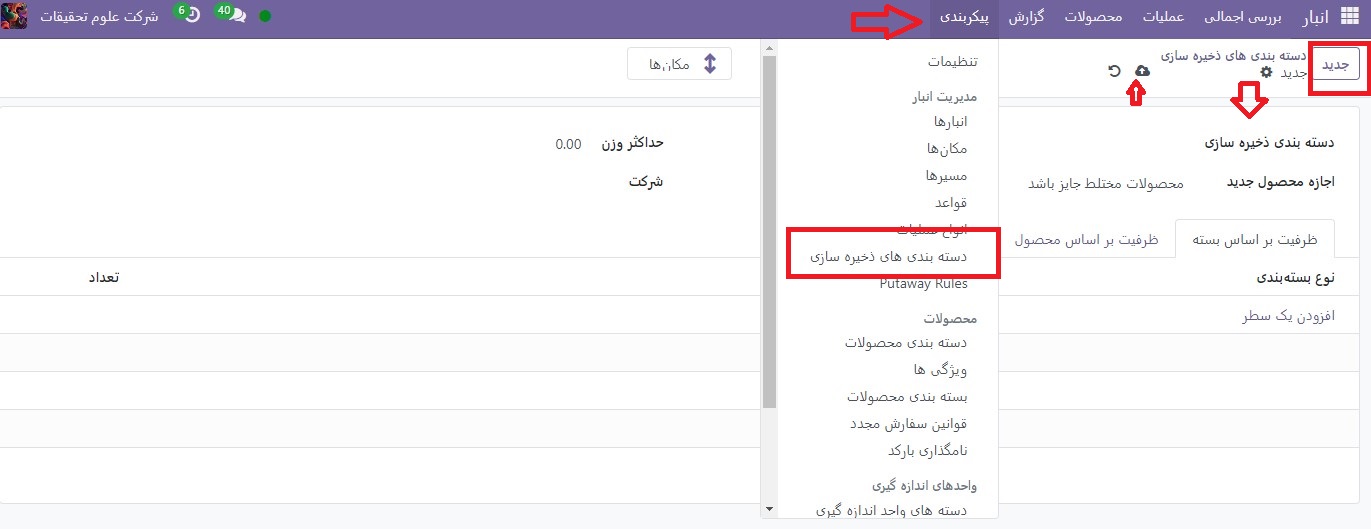 انبار بررسی اجمالی عملیات محصولات گزارش پیکربندی 40 6 شرکت علوم تحقیقات
جدید
دسته بندی های ذخیره سازی
جدید
مکان‌ها
دسته بندی ذخیره سازی
حداکثر وزن 0.00
اجازه محصول جدید محصولات مختلط جایز باشد
شرکت
ظرفیت بر اساس بسته ظرفیت بر اساس محصول
نوع بسته‌بندی تعداد
افزودن یک سطر
تنظیمات
مدیریت انبار
انبارها
مکان‌ها
مسیرها
قواعد
انواع عملیات
دسته بندی های ذخیره سازی
Putaway Rules
محصولات
دسته بندی محصولات
ویژگی ها
بسته بندی محصولات
قوانین سفارش مجدد
نامگذاری بارکد
واحدهای اندازه گیری
دسته های واحد اندازه گیری